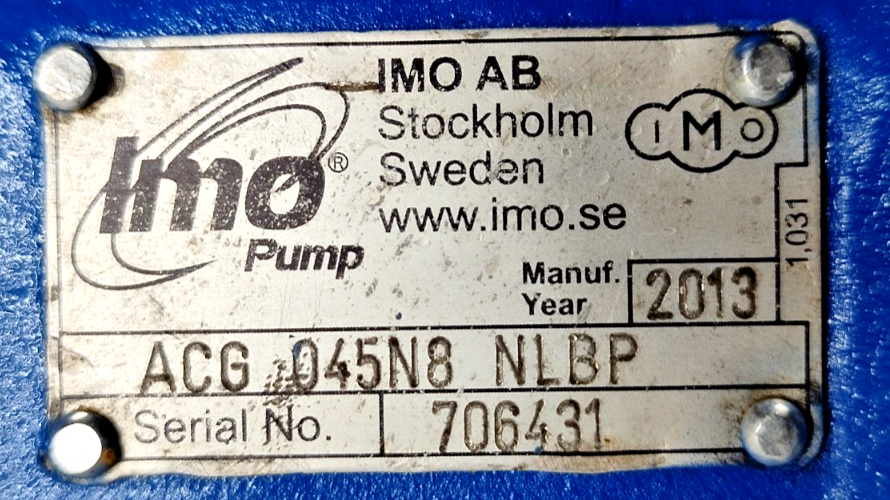 Imo®
Pump
IMO AB
Stockholm
Sweden
www.imo.se
IMO
1,031
Manuf.
Year
2013
ACG 045N8 NLBP
Serial No.
706431